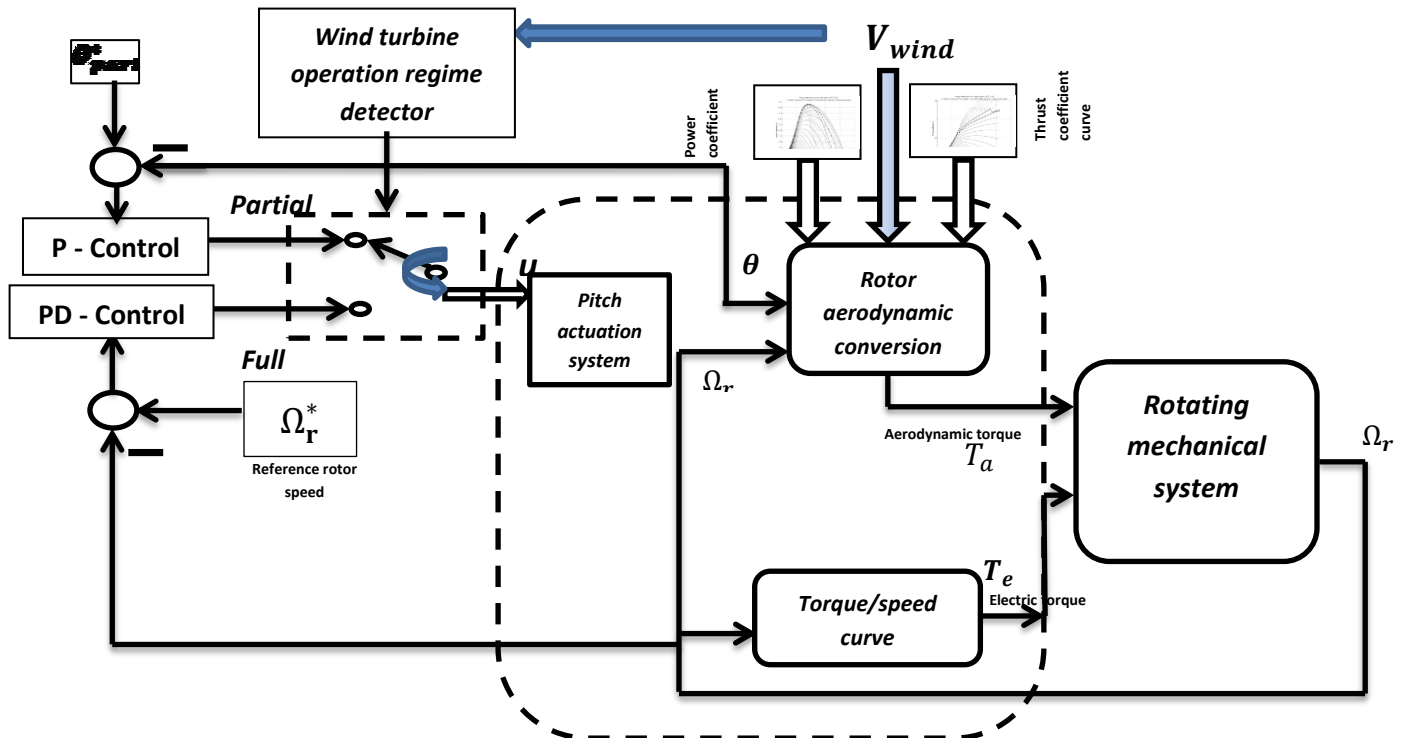 Wind turbine
operation regime
detector
V_wind
Power
coefficient
Thrust
coefficient
curve
Partial
P - Control
PD - Control
Full
Ω_r^*
Reference rotor
speed
u
Pitch
actuation
system
θ
Ω_r
Rotor
aerodynamic
conversion
Aerodynamic torque
T_a
Rotating
mechanical
system
Ω_r
Torque/speed
curve
T_e
Electric torque